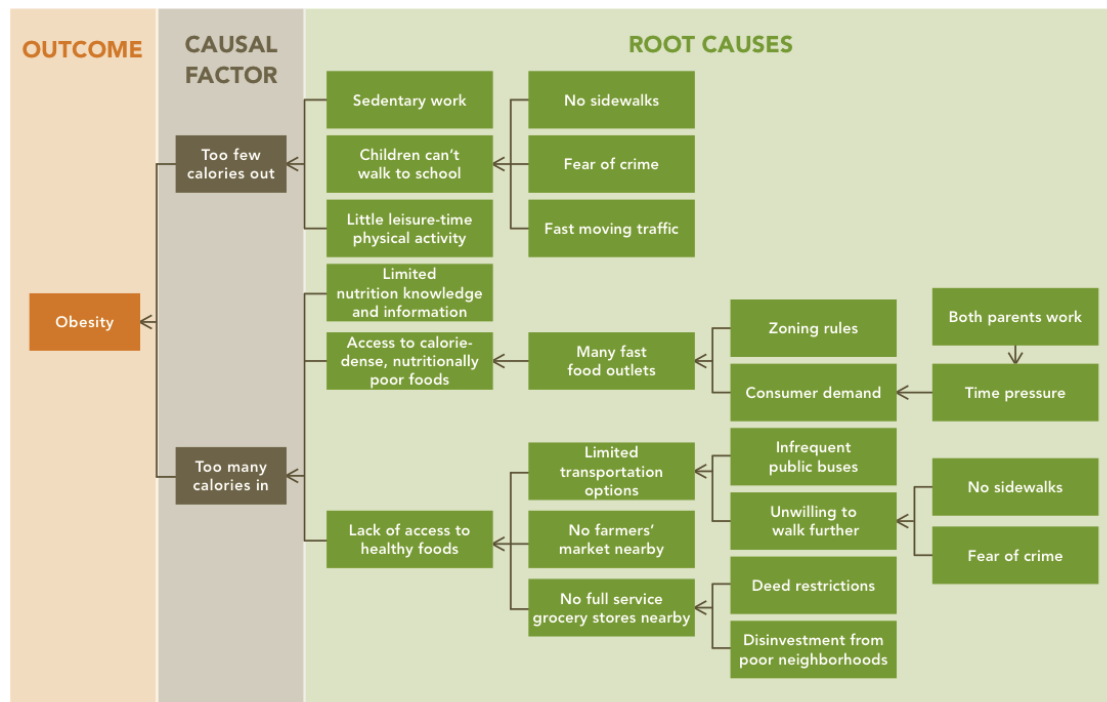 OUTCOME
CAUSAL
FACTOR
ROOT CAUSES
Sedentary work
No sidewalks
Too few
calories out
Children can't
walk to school
Fear of crime
Little leisure-time
physical activity
Fast moving traffic
Limited
nutrition knowledge
and information
Obesity
Access to calorie-
dense, nutritionally
poor foods
Many fast
food outlets
Zoning rules
Both parents work
Consumer demand
Time pressure
Too many
calories in
Limited
transportation
options
Infrequent
public buses
Unwilling to
walk further
No sidewalks
Fear of crime
Lack of access to
healthy foods
No farmers‘
market nearby
No full service
grocery stores nearby
Deed restrictions
Disinvestment from
poor neighborhoods